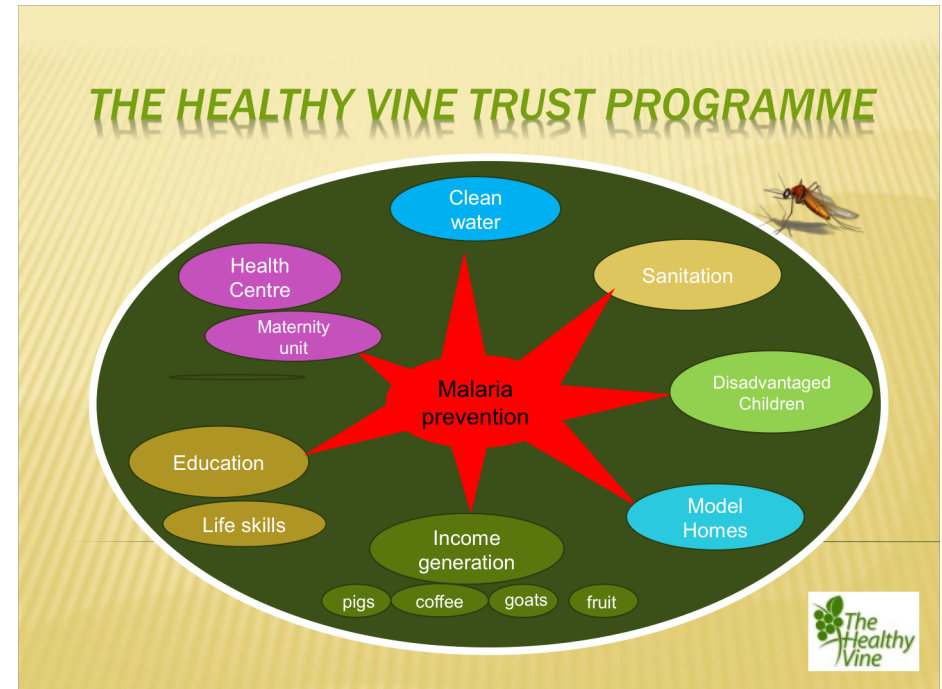 THE HEALTHY VINE TRUST PROGRAMME
Clean
water
Health
Centre
Maternity
unit
Sanitation
Malaria
prevention
Disadvantaged
Children
Education
Life skills
Model
Homes
Income
generation
pigs
coffee
goats
fruit
The
Healthy
Vine